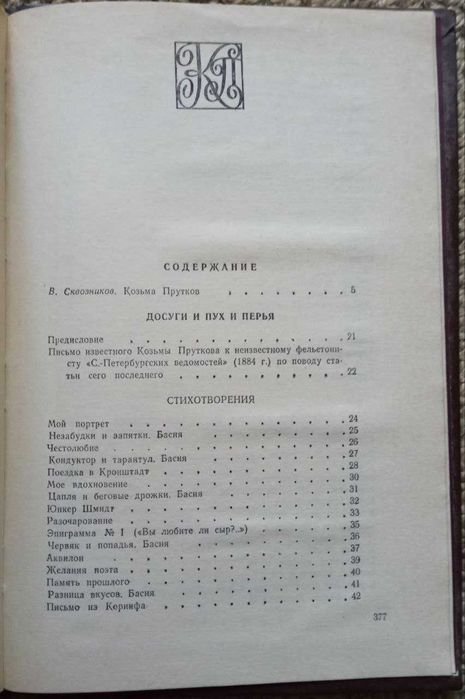 КП
СОДЕРЖАНИЕ
В. Сквозников. Козьма Прутков . . . . . . . . 5
ДОСУГИ И ПУХ И ПЕРЬЯ
Предисловие . . . . . . . . . . . 21
Письмо известного Козьмы Пруткова к неизвестному фельетони-
сту «С.-Петербургских ведомостей» (1884 г.) по поводу ста-
тьи сего последнего . . . . . . . . . . 22
СТИХОТВОРЕНИЯ
Мой портрет . . . . . . . . . . . 24
Незабудки и запятки. Басня . . . . . . . . 25
Честолюбие . . . . . . . . . . . 26
Кондуктор и тарантул. Басня . . . . . . . . 27
Поездка в Кронштадт . . . . . . . . . 28
Мое вдохновение . . . . . . . . . . 30
Цапля и беговые дрожки. Басня . . . . . . . 31
Юнкер Шмидт . . . . . . . . . . . 32
Разочарование . . . . . . . . . . . 33
Эпиграмма № I («Вы любите ли сыр?..») . . . . . 35
Червяк и попадья. Басня . . . . . . . . . 36
Аквилон . . . . . . . . . . . . 37
Желания поэта . . . . . . . . . . . 39
Память прошлого . . . . . . . . . . 40
Разница вкусов. Басня . . . . . . . . . 41
Письмо из Коринфа . . . . . . . . . . 42
377